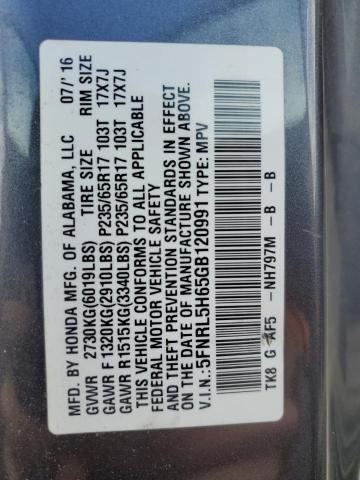 MFD. BY HONDA MFG. OF ALABAMA, LLC 07/'16
TIRE SIZE RIM SIZE
GVWR 2730KG(6019LBS)
GAWR F 1320KG(2910LBS) P235/65R17 103T 17X7J
GAWR R1515KG(3340LBS) P235/65R17 103T 17X7J
THIS VEHICLE CONFORMS TO ALL APPLICABLE
FEDERAL MOTOR VEHICLE SAFETY
AND THEFT PREVENTION STANDARDS IN EFFECT
ON THE DATE OF MANUFACTURE SHOWN ABOVE.
V.I.N.:5FNRL5H65GB120991 TYPE: MPV
TK8 G AF5 - NH797M - B - B